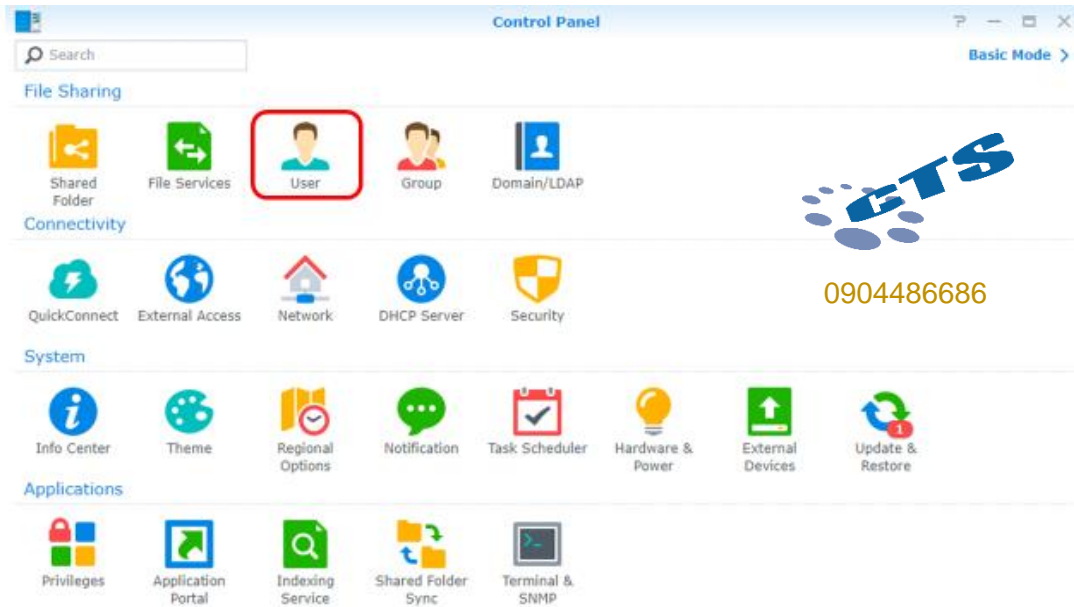 Control Panel
Search
Basic Mode
File Sharing
Shared Folder
File Services
User
Group
Domain/LDAP
CTS
Connectivity
QuickConnect
External Access
Network
DHCP Server
Security
0904486686
System
Info Center
Theme
Regional Options
Notification
Task Scheduler
Hardware & Power
External Devices
Update & Restore
1
Applications
Privileges
Application Portal
Indexing Service
Shared Folder Sync
Terminal & SNMP